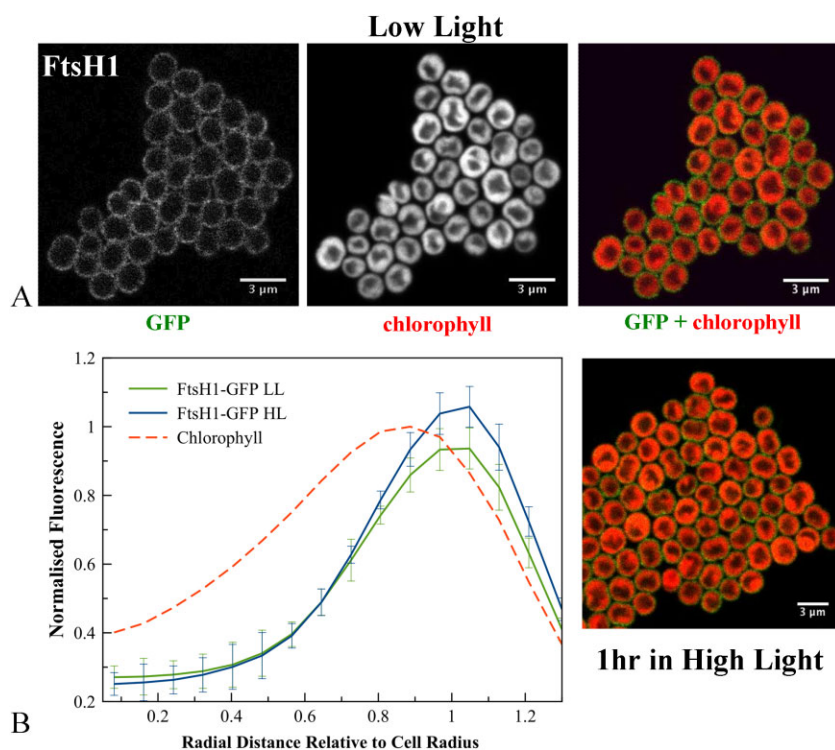 Low Light
FtsH1
3 µm
3 µm
3 µm
A
GFP
chlorophyll
GFP + chlorophyll
1.2
1
0.8
0.6
0.4
0.2
Normalised Fluorescence
FtsH1-GFP LL
FtsH1-GFP HL
Chlorophyll
0.2
0.4
0.6
0.8
1
1.2
Radial Distance Relative to Cell Radius
B
3 µm
1hr in High Light